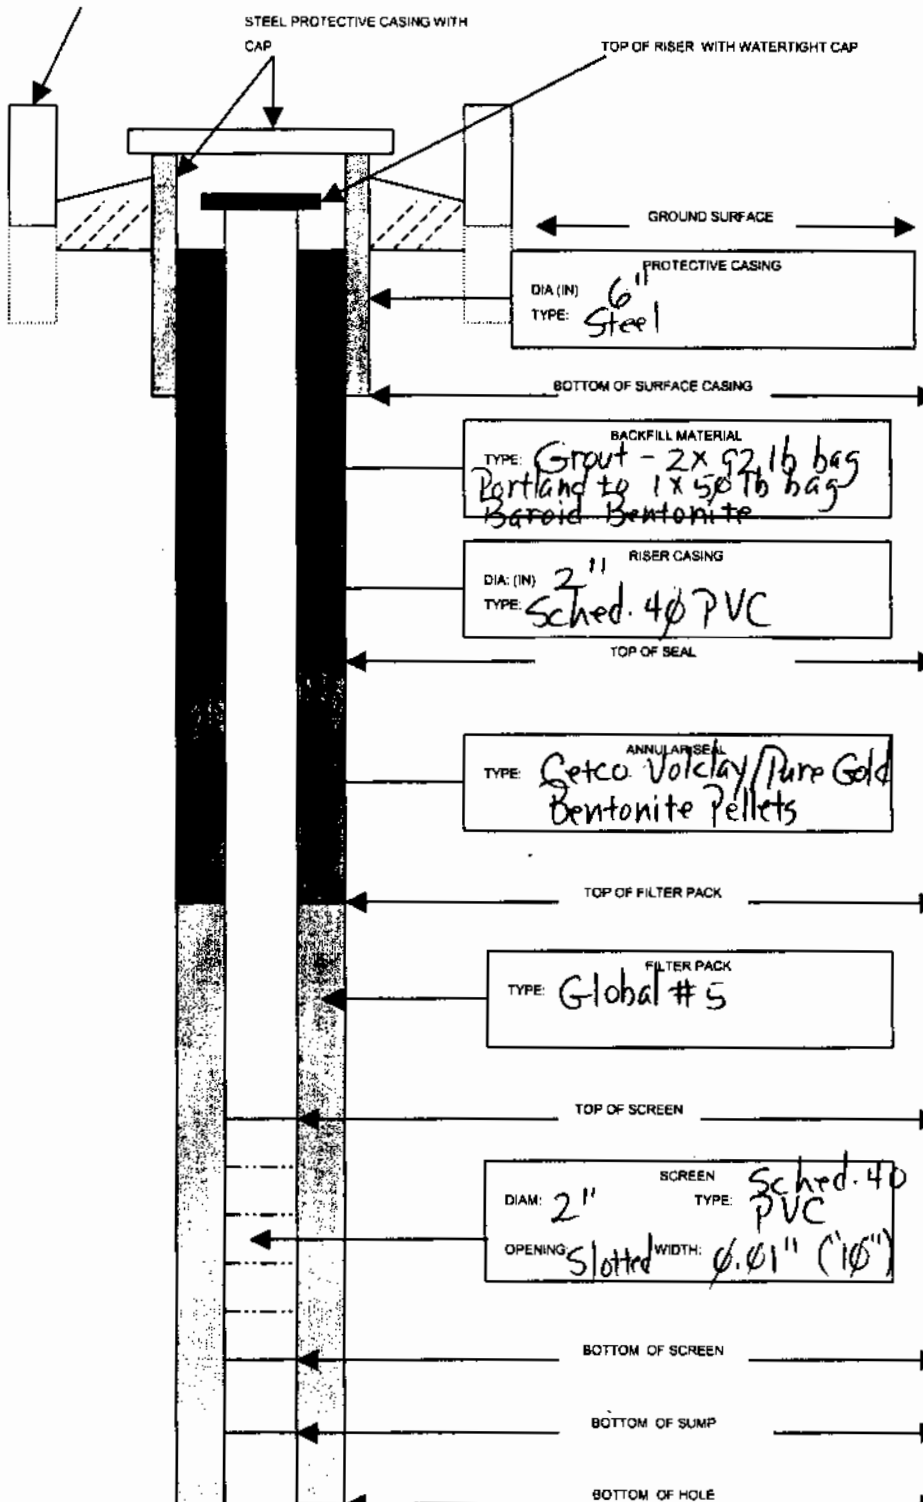 STEEL PROTECTIVE CASING WITH
CAP
TOP OF RISER WITH WATERTIGHT CAP
GROUND SURFACE
PROTECTIVE CASING
DIA (IN) 6"
TYPE: Steel
BOTTOM OF SURFACE CASING
BACKFILL MATERIAL
TYPE: Grout - 2x 92 lb bag
Portland to 1x50 lb bag
Baroid Bentonite
RISER CASING
DIA: (IN) 2"
TYPE: Sched. 40 PVC
TOP OF SEAL
ANNULAR SEAL
TYPE: Cetco Volclay/Pure Gold
Bentonite Pellets
TOP OF FILTER PACK
FILTER PACK
TYPE: Global #5
TOP OF SCREEN
SCREEN Sched. 40
DIAM: 2" TYPE: PVC
OPENING: Slotted WIDTH: 0.01" ("10")
BOTTOM OF SCREEN
BOTTOM OF SUMP
BOTTOM OF HOLE